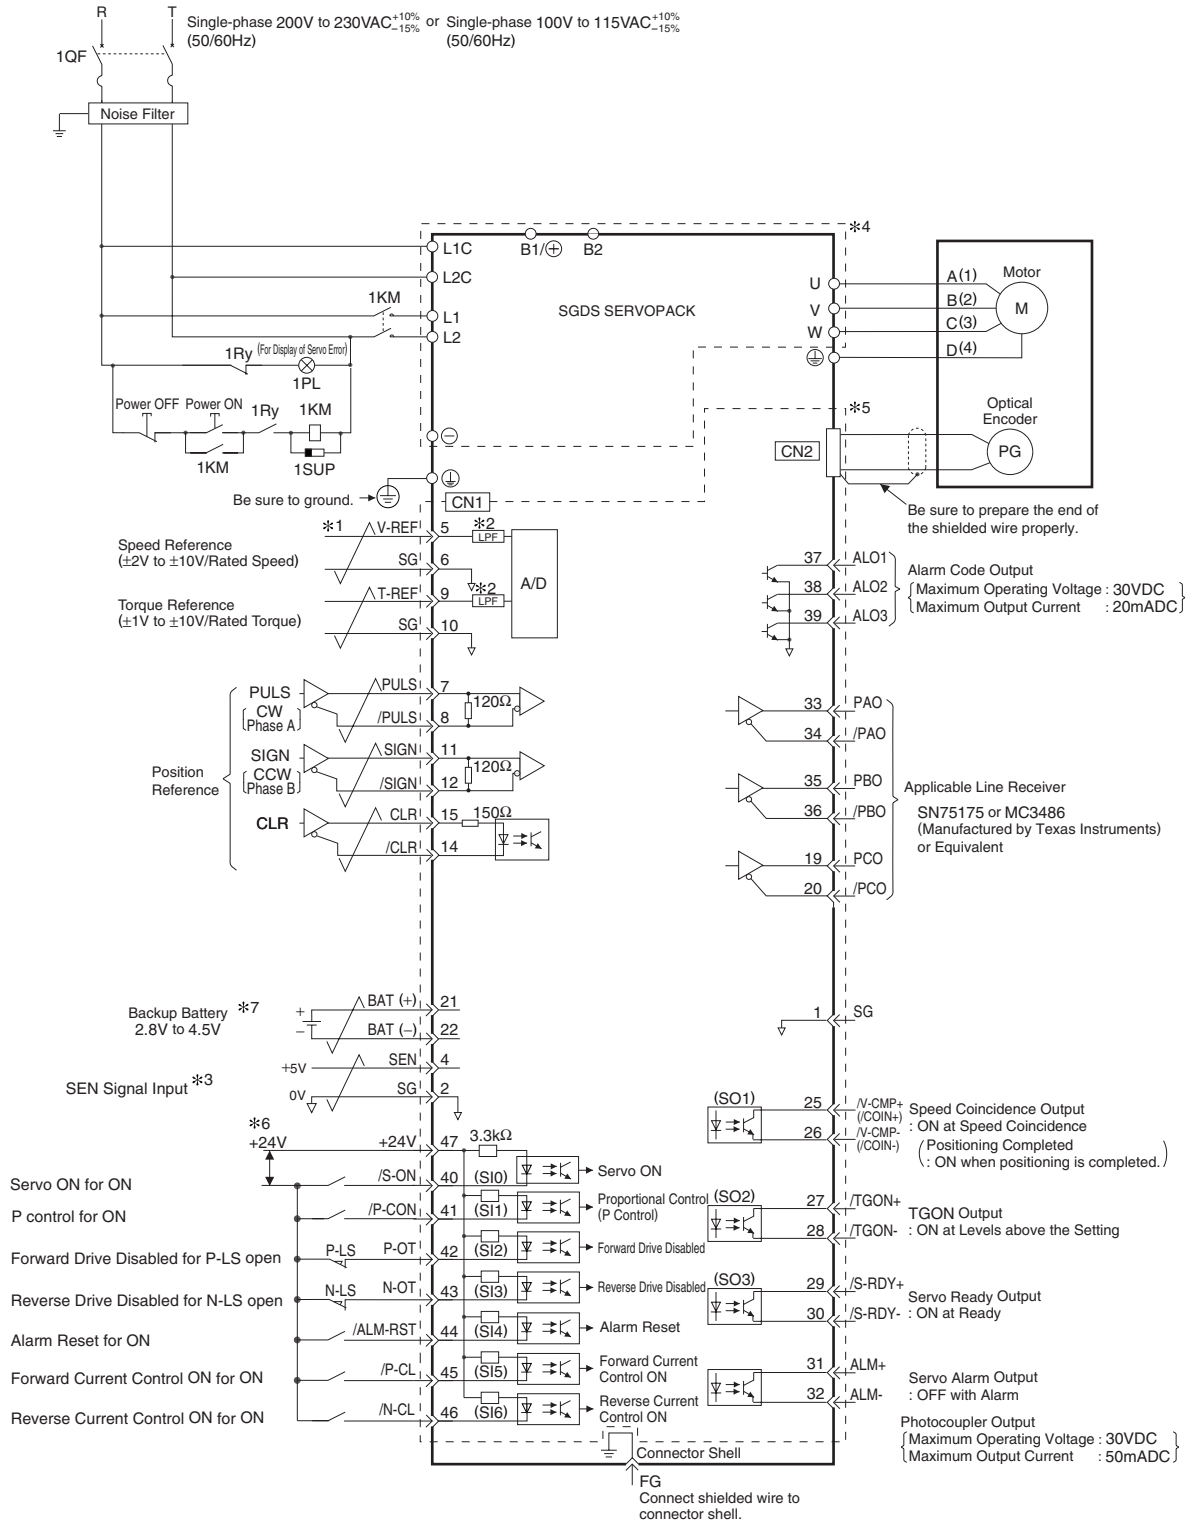 R T
Single-phase 200V to 230VAC +10% −15% or Single-phase 100V to 115VAC +10% −15%
(50/60Hz) (50/60Hz)
1QF
Noise Filter
*4
L1C
B1/⊕ B2
L2C
1KM
L1
L2
SGDS SERVOPACK
U
V
W
A(1)
B(2)
C(3)
D(4)
Motor
M
1Ry (For Display of Servo Error)
1PL
Power OFF Power ON 1Ry 1KM
1KM 1SUP
*5
CN2
Optical
Encoder
PG
Be sure to ground.
CN1
Be sure to prepare the end of
the shielded wire properly.
*1 V-REF 5 *2
LPF
Speed Reference
(±2V to ±10V/Rated Speed)
SG 6
A/D
T-REF 9 *2
LPF
Torque Reference
(±1V to ±10V/Rated Torque)
SG 10
37 ALO1
38 ALO2
39 ALO3
Alarm Code Output
Maximum Operating Voltage : 30VDC
Maximum Output Current : 20mADC
PULS
CW
Phase A
PULS 7
120Ω
/PULS 8
SIGN
CCW
Phase B
SIGN 11
120Ω
/SIGN 12
Position
Reference
CLR
CLR 15 150Ω
/CLR 14
33 PAO
34 /PAO
35 PBO
36 /PBO
19 PCO
20 /PCO
Applicable Line Receiver
SN75175 or MC3486
(Manufactured by Texas Instruments)
or Equivalent
Backup Battery *7
2.8V to 4.5V
+
−
BAT (+) 21
BAT (−) 22
1 SG
SEN Signal Input *3
+5V SEN 4
0V SG 2
*6
+24V
+24V 47 3.3kΩ
Servo ON for ON /S-ON 40 (SI0) Servo ON
P control for ON /P-CON 41 (SI1) Proportional Control
(P Control)
Forward Drive Disabled for P-LS open P-LS P-OT 42 (SI2) Forward Drive Disabled
Reverse Drive Disabled for N-LS open N-LS N-OT 43 (SI3) Reverse Drive Disabled
Alarm Reset for ON /ALM-RST 44 (SI4) Alarm Reset
Forward Current Control ON for ON /P-CL 45 (SI5) Forward Current
Control ON
Reverse Current Control ON for ON /N-CL 46 (SI6) Reverse Current
Control ON
(SO1) 25 /V-CMP+
(/COIN+)
26 /V-CMP-
(/COIN-)
Speed Coincidence Output
: ON at Speed Coincidence
Positioning Completed
: ON when positioning is completed.
(SO2) 27 /TGON+
28 /TGON-
TGON Output
: ON at Levels above the Setting
(SO3) 29 /S-RDY+
30 /S-RDY-
Servo Ready Output
: ON at Ready
31 ALM+
32 ALM-
Servo Alarm Output
: OFF with Alarm
Photocoupler Output
Maximum Operating Voltage : 30VDC
Maximum Output Current : 50mADC
Connector Shell
FG
Connect shielded wire to
connector shell.